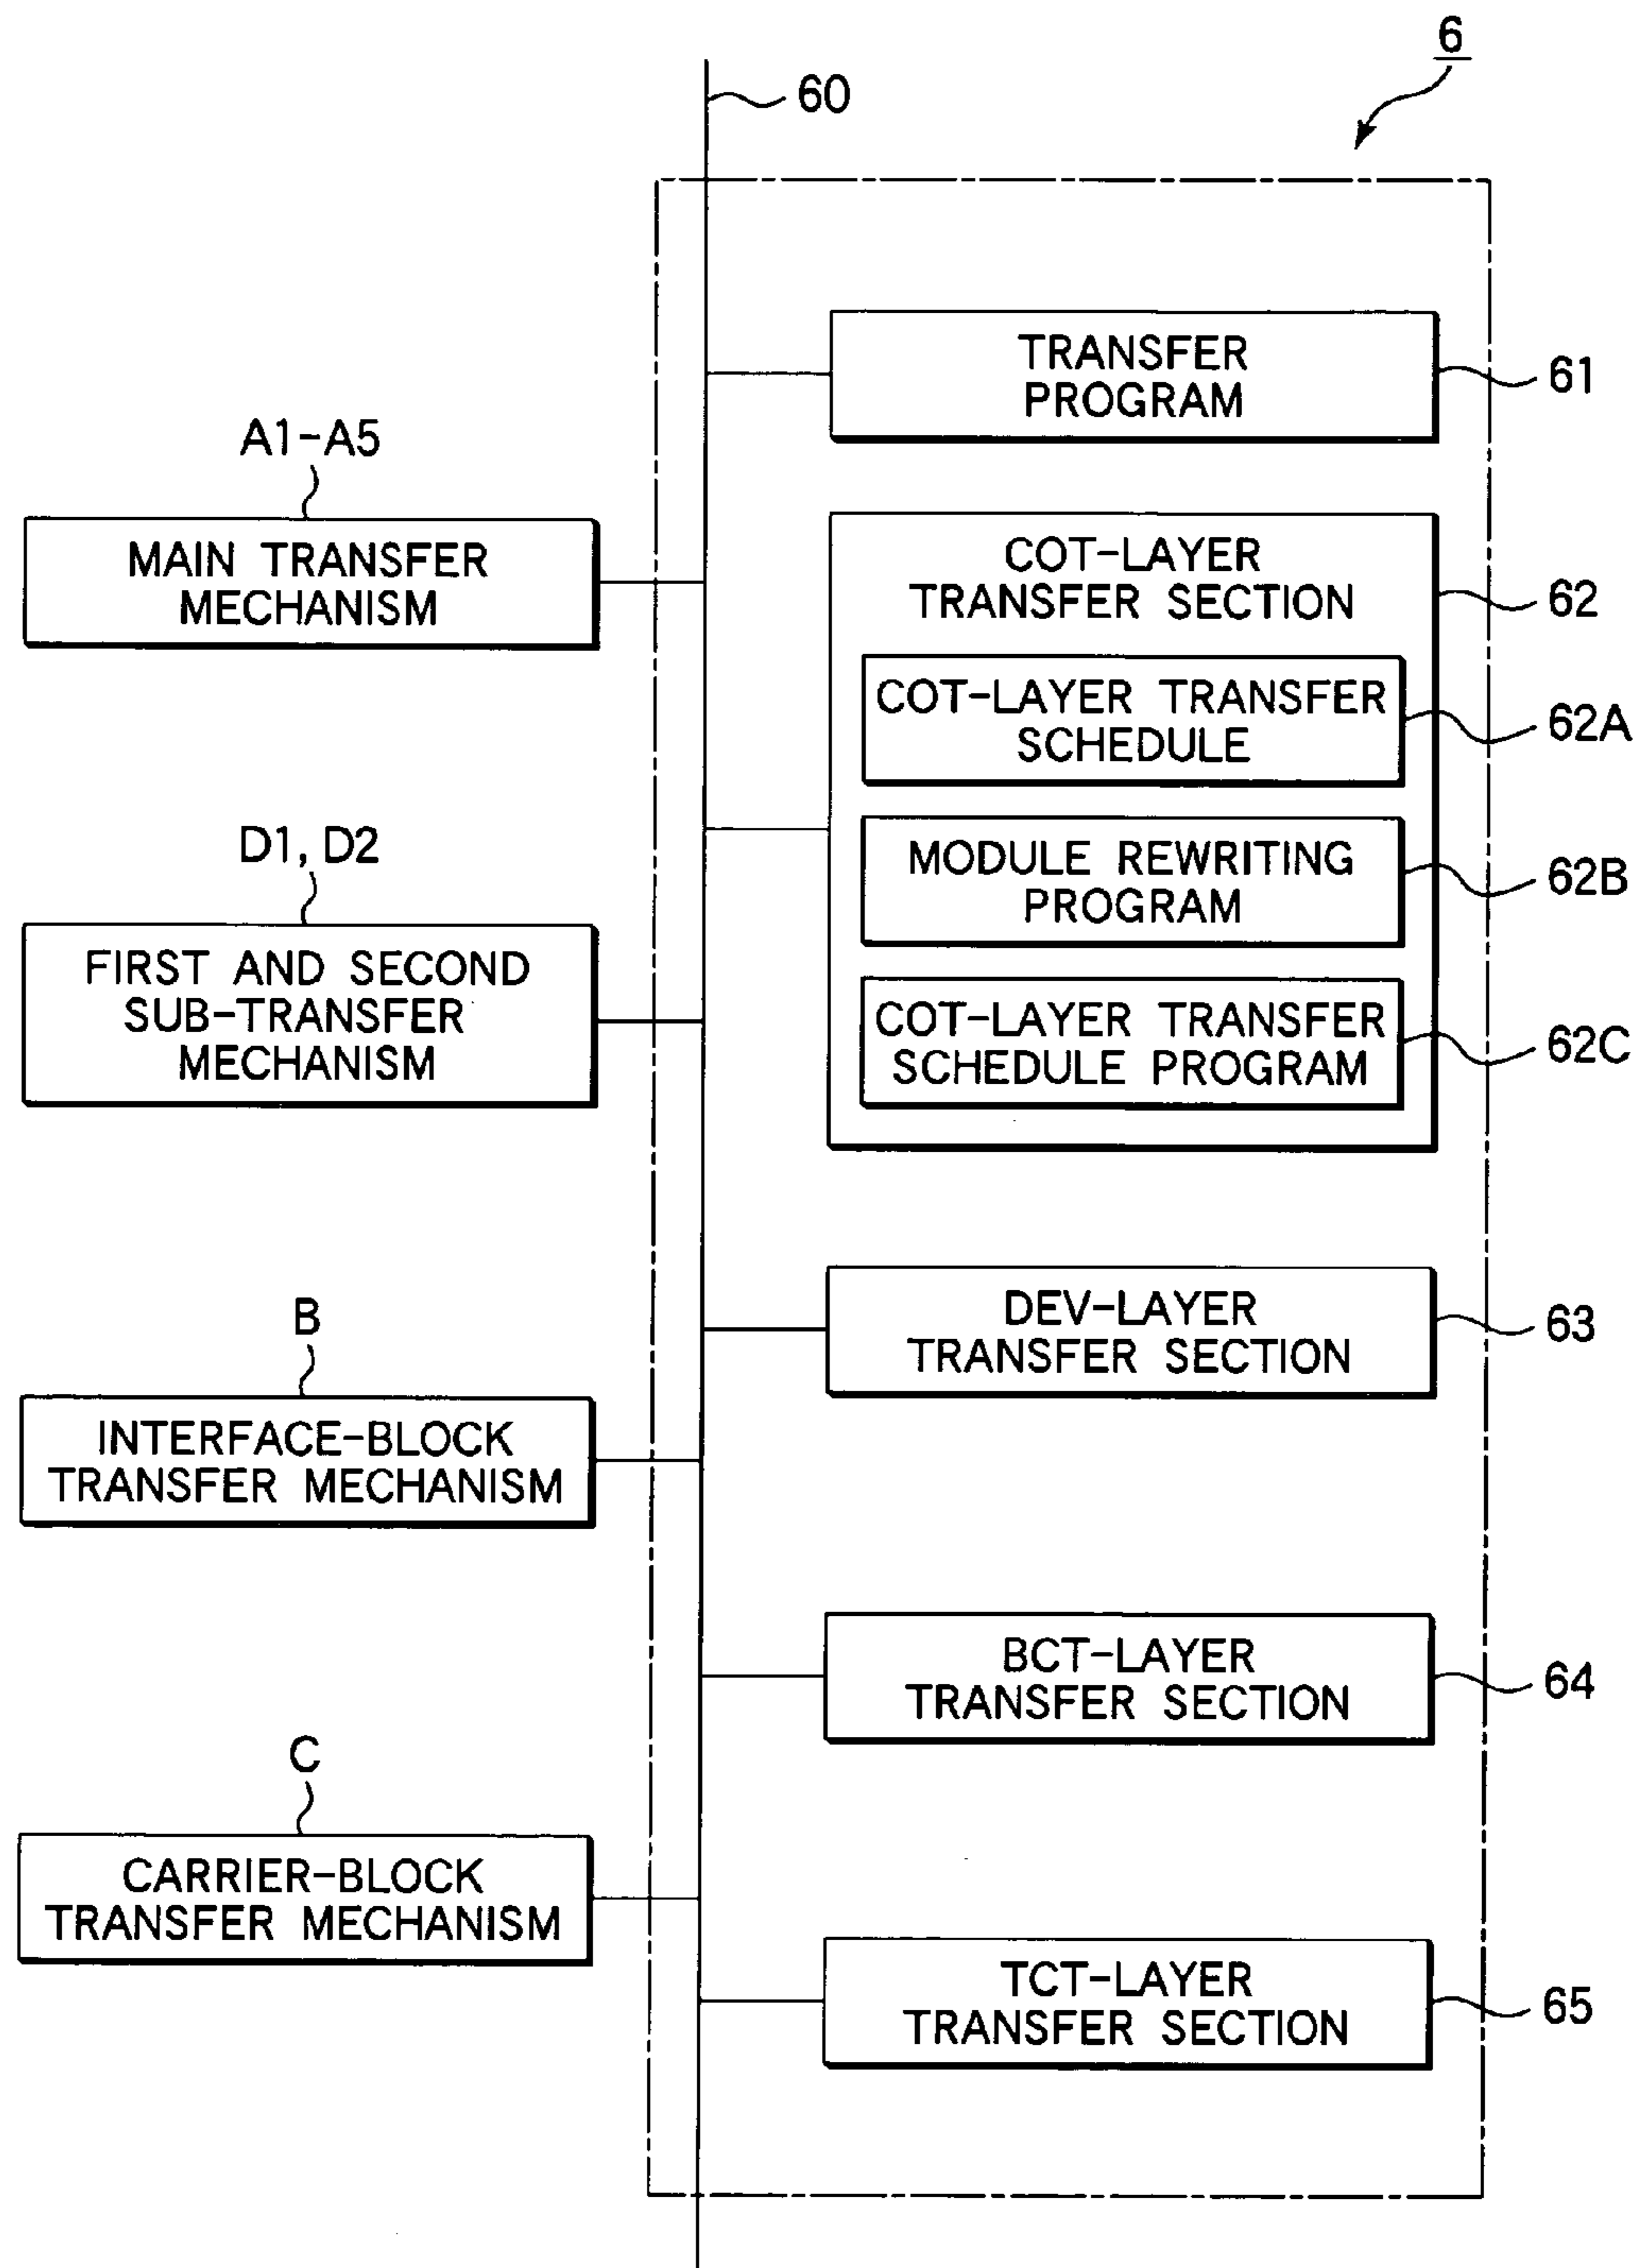 6
60
TRANSFER
PROGRAM
61
A1-A5
MAIN TRANSFER
MECHANISM
COT-LAYER
TRANSFER SECTION
62
COT-LAYER TRANSFER
SCHEDULE
62A
MODULE REWRITING
PROGRAM
62B
COT-LAYER TRANSFER
SCHEDULE PROGRAM
62C
D1, D2
FIRST AND SECOND
SUB-TRANSFER
MECHANISM
DEV-LAYER
TRANSFER SECTION
63
B
INTERFACE-BLOCK
TRANSFER MECHANISM
BCT-LAYER
TRANSFER SECTION
64
C
CARRIER-BLOCK
TRANSFER MECHANISM
TCT-LAYER
TRANSFER SECTION
65